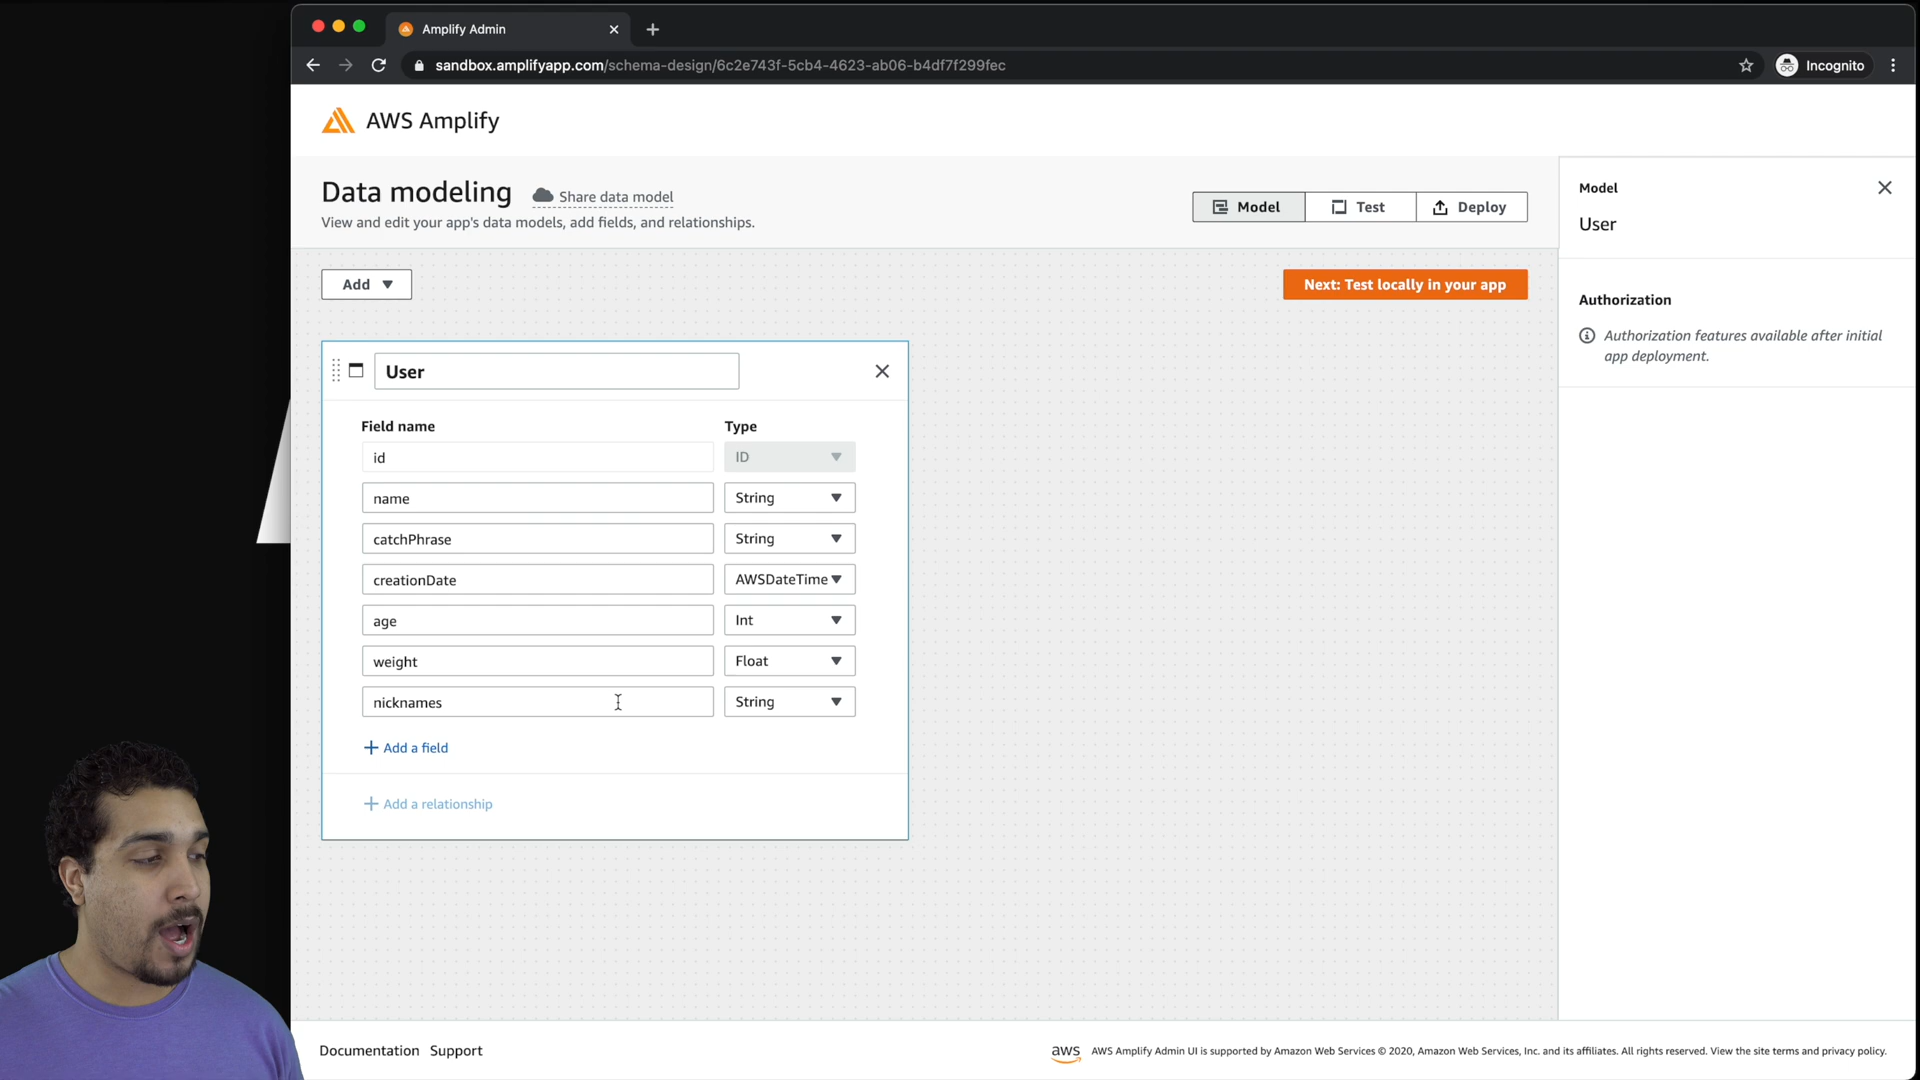 Amplify Admin
sandbox.amplifyapp.com/schema-design/6c2e743f-5cb4-4623-ab06-b4df7f299fec
Incognito
AWS Amplify
Data modeling
Share data model
View and edit your app's data models, add fields, and relationships.
Model
Test
Deploy
Model
User
Add
Next: Test locally in your app
Authorization
Authorization features available after initial
app deployment.
User
Field name Type
id ID
name String
catchPhrase String
creationDate AWSDateTime
age Int
weight Float
nicknames String
Add a field
Add a relationship
Documentation Support
aws AWS Amplify Admin UI is supported by Amazon Web Services © 2020, Amazon Web Services, Inc. and its affiliates. All rights reserved. View the site terms and privacy policy.